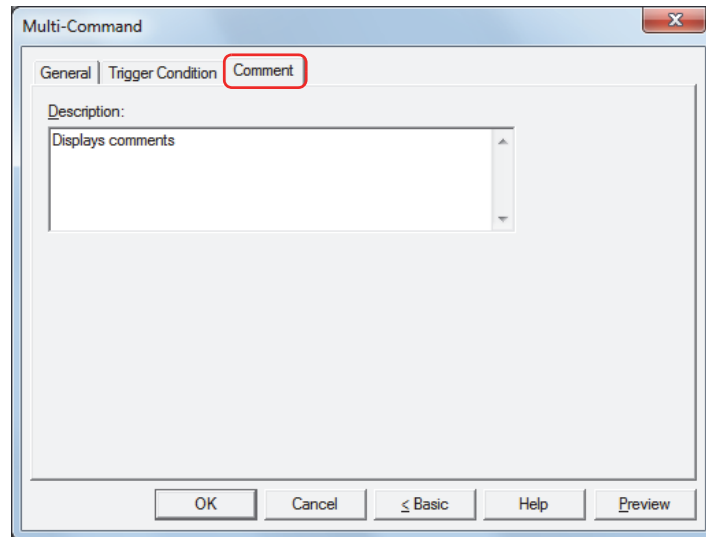 Multi-Command
General Trigger Condition Comment
Description:
Displays comments
OK Cancel < Basic Help Preview